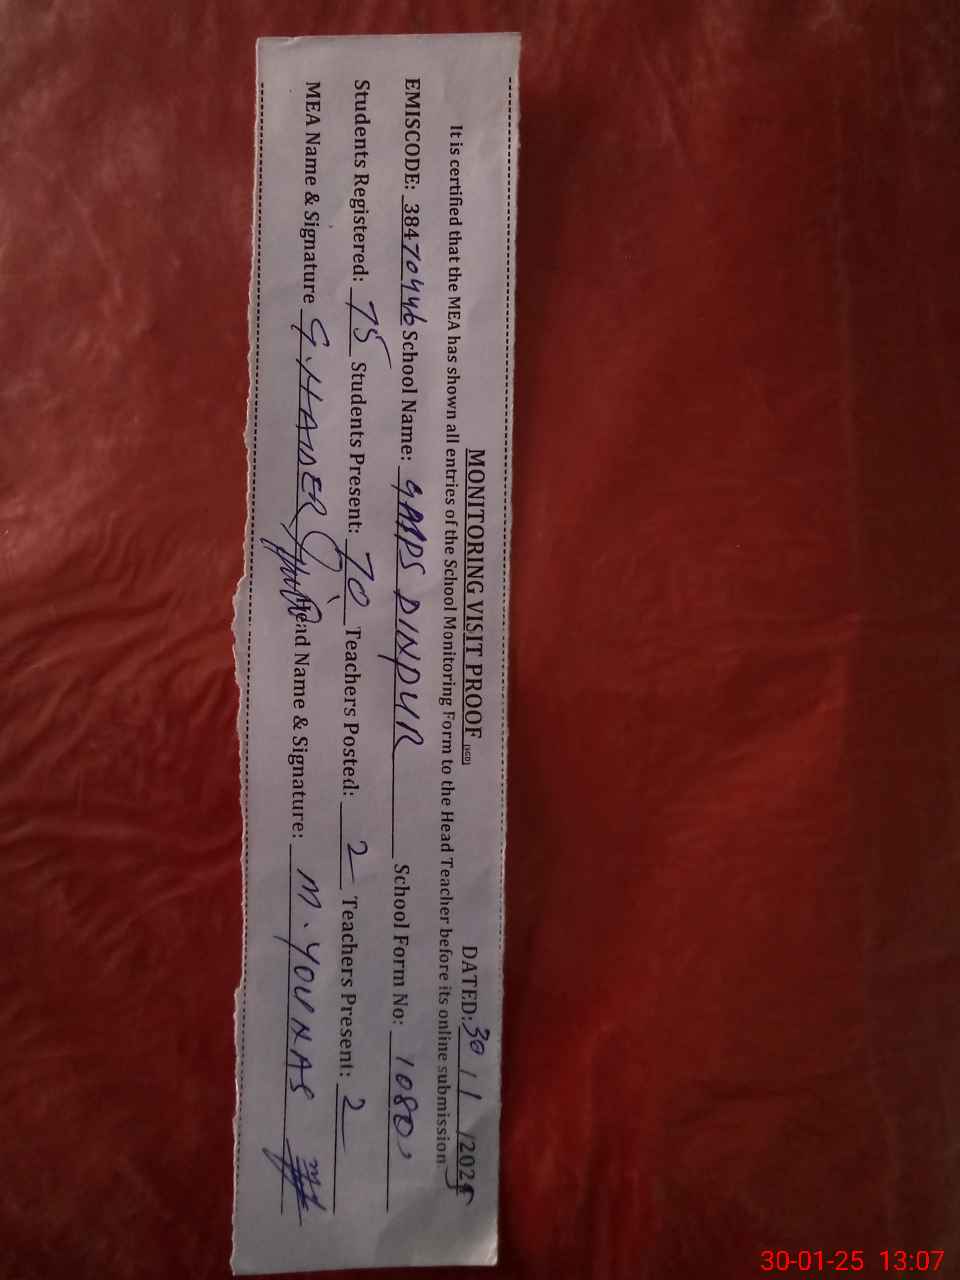 MONITORING VISIT PROOF DATED: 30/1/2025
It is certified that the MEA has shown all entries of the School Monitoring Form to the Head Teacher before its online submission
EMISCODE: 38470446 School Name: GMPS DINPUR School Form No: 1080
Students Registered: 75 Students Present: 70 Teachers Posted: 2 Teachers Present: 2
MEA Name & Signature G.HAIDER Head Name & Signature: M.YOUNAS
30-01-25 13:07